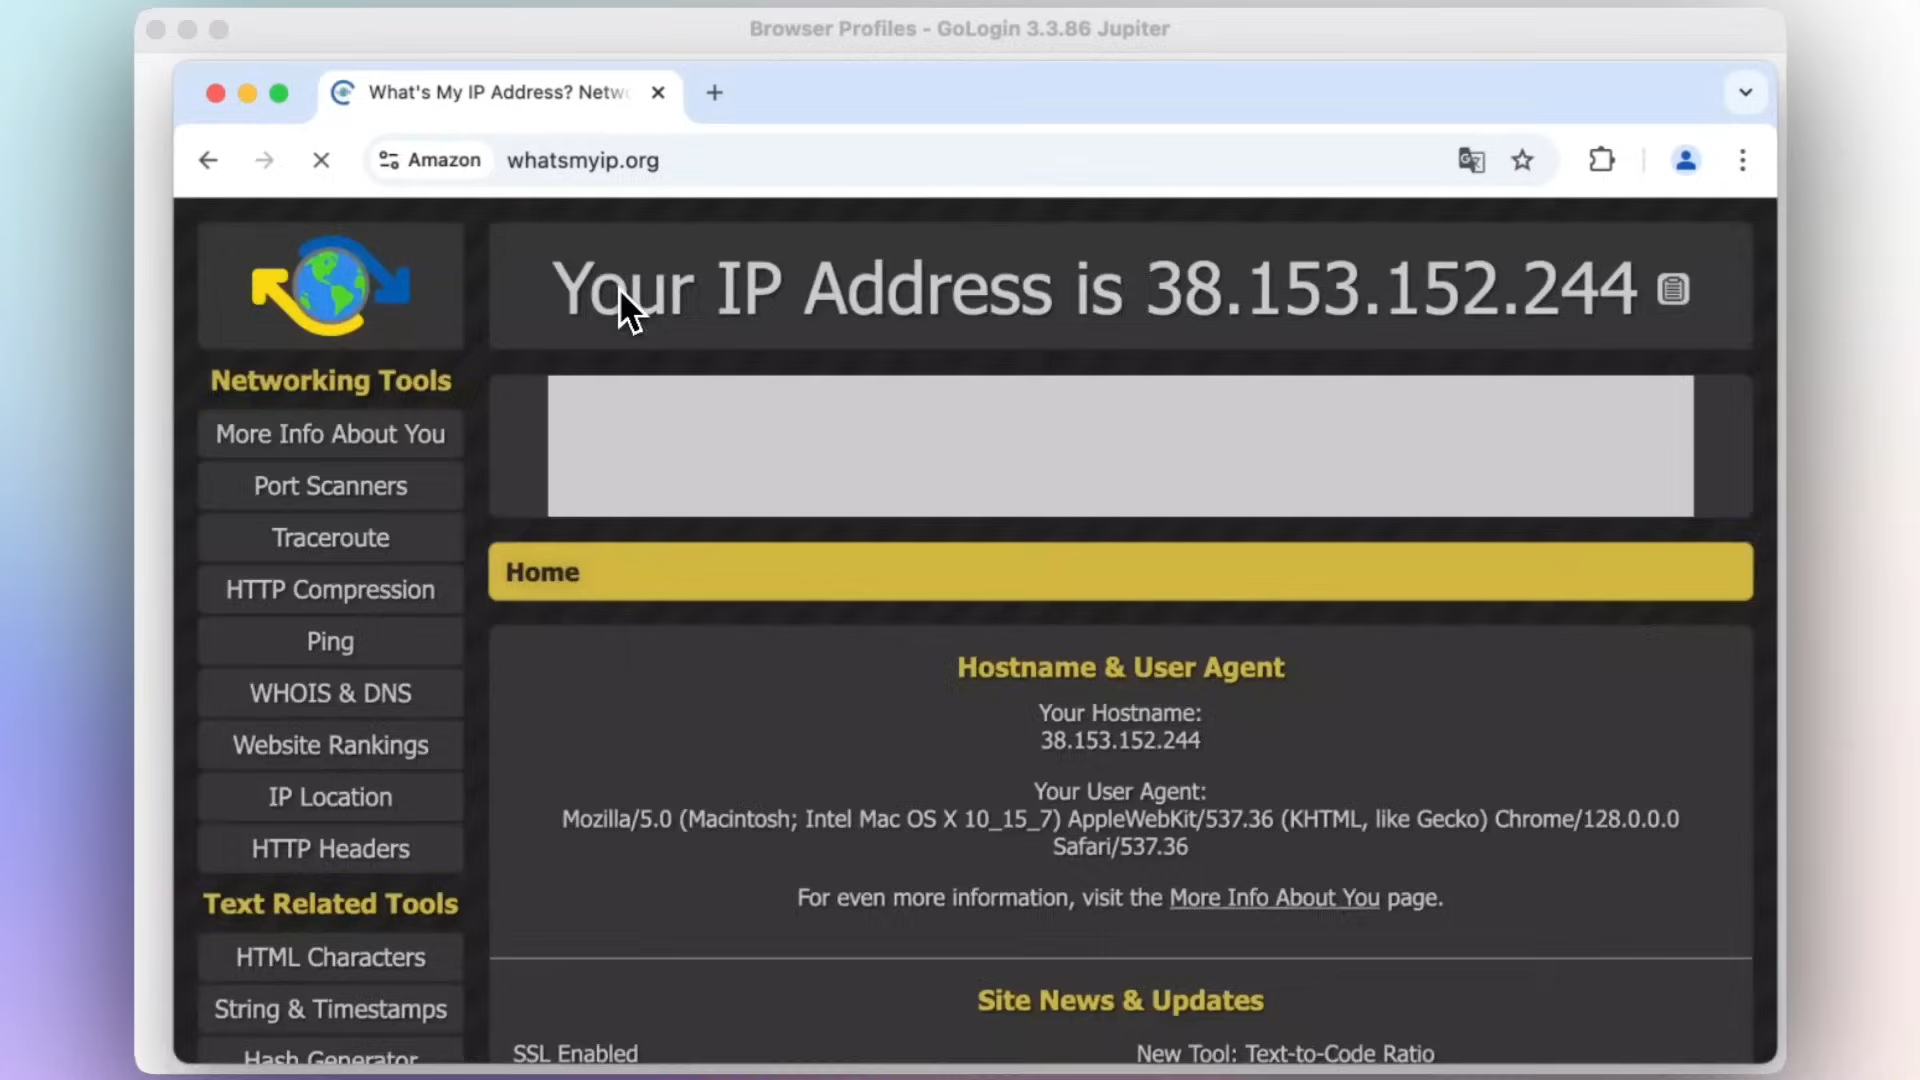 Browser Profiles - GoLogin 3.3.86 Jupiter
What's My IP Address? Netw
Amazon whatsmyip.org
Your IP Address is 38.153.152.244
Networking Tools
More Info About You
Port Scanners
Traceroute
HTTP Compression
Ping
WHOIS & DNS
Website Rankings
IP Location
HTTP Headers
Text Related Tools
HTML Characters
String & Timestamps
Hash Generator
Home
Hostname & User Agent
Your Hostname:
38.153.152.244
Your User Agent:
Mozilla/5.0 (Macintosh; Intel Mac OS X 10_15_7) AppleWebKit/537.36 (KHTML, like Gecko) Chrome/128.0.0.0
Safari/537.36
For even more information, visit the More Info About You page.
Site News & Updates
SSL Enabled
New Tool: Text-to-Code Ratio